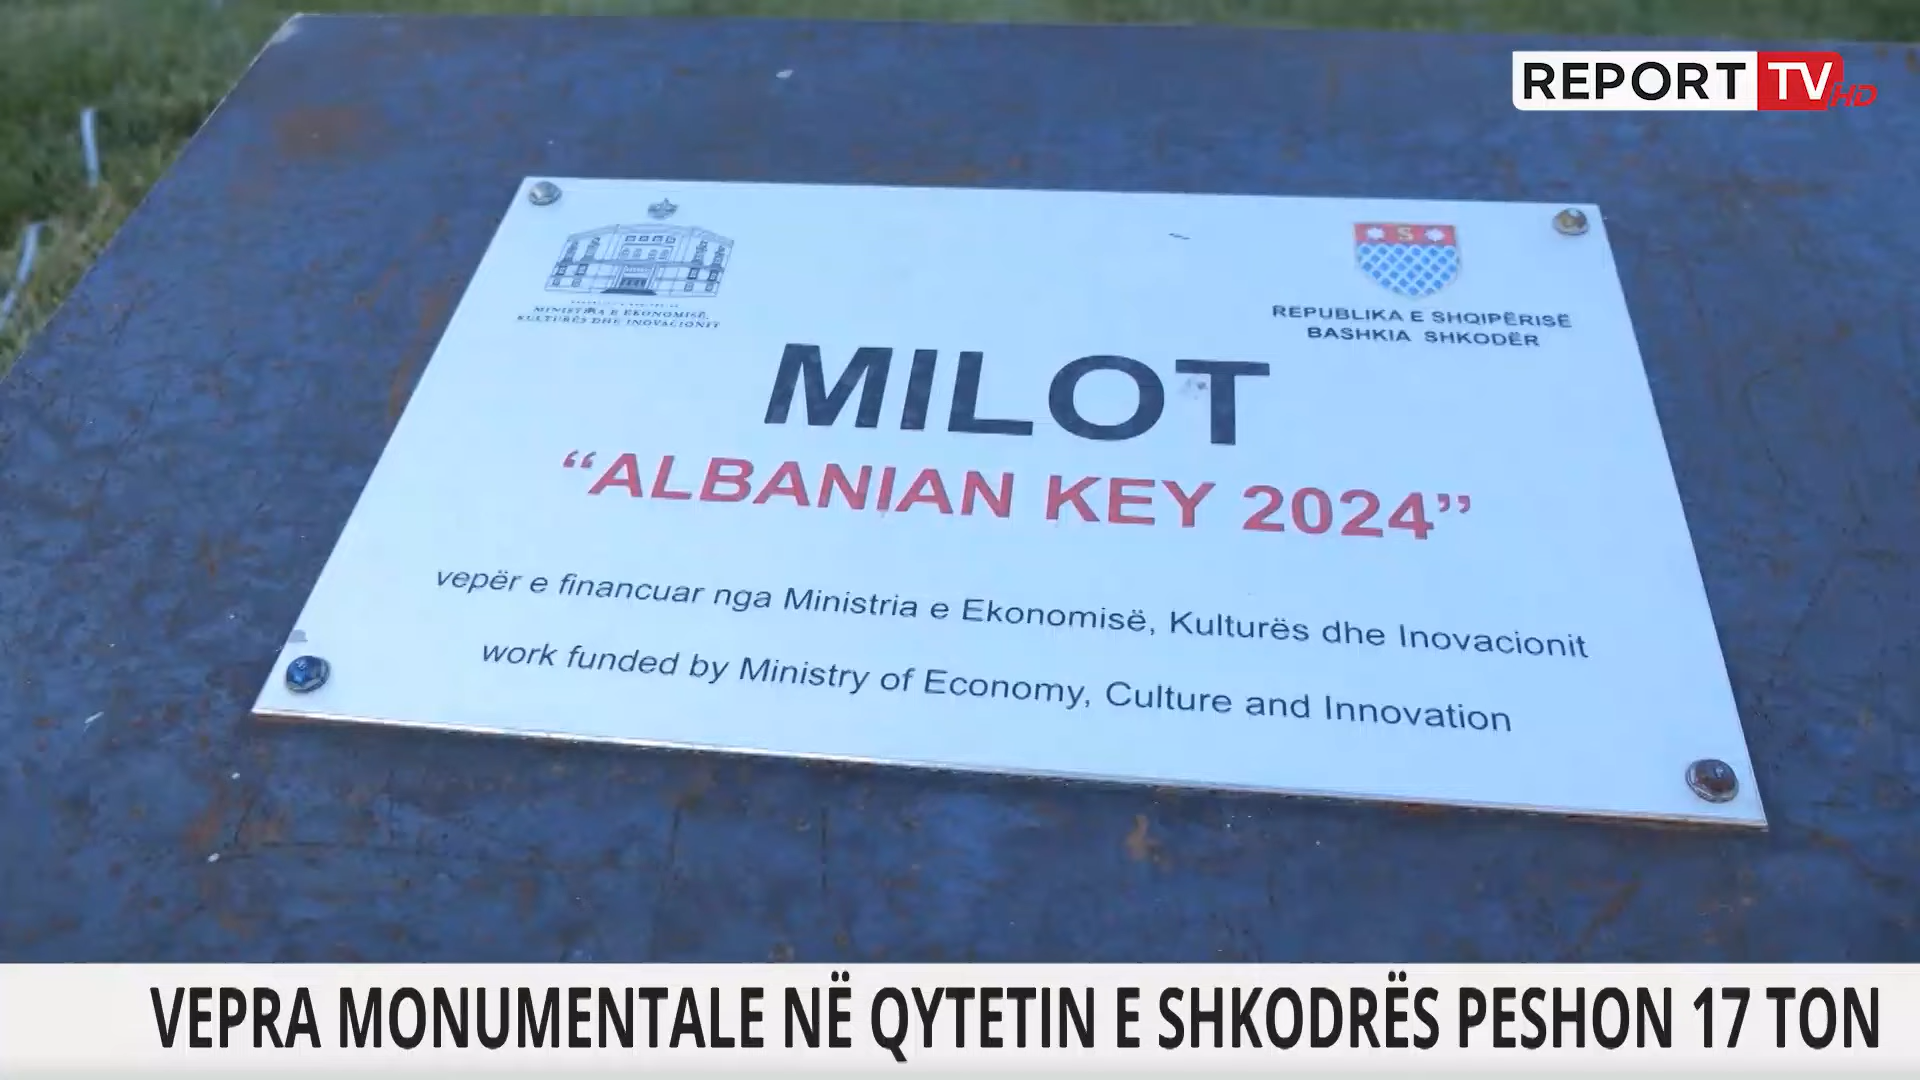 REPORT TV HD
S
MINISTRIA E EKONOMISË,
KULTURËS DHE INOVACIONIT
REPUBLIKA E SHQIPËRISË
BASHKIA SHKODËR
MILOT
“ALBANIAN KEY 2024”
vepër e financuar nga Ministria e Ekonomisë, Kulturës dhe Inovacionit
work funded by Ministry of Economy, Culture and Innovation
VEPRA MONUMENTALE NË QYTETIN E SHKODRËS PESHON 17 TON